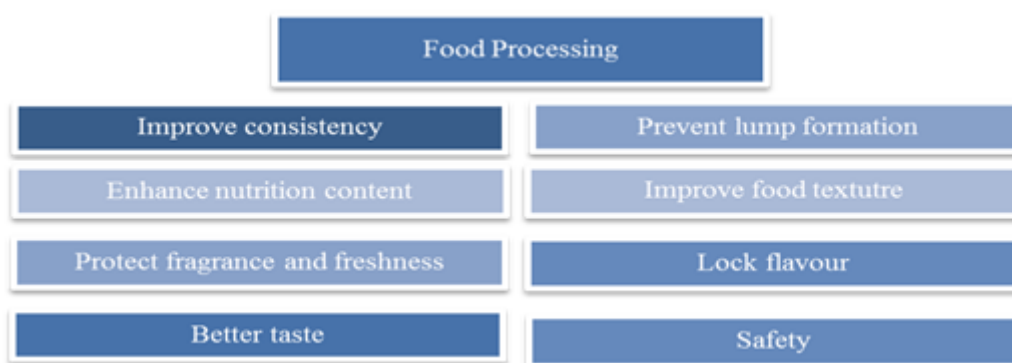 Food Processing
Improve consistency
Prevent lump formation
Enhance nutrition content
Improve food textutre
Protect fragrance and freshness
Lock flavour
Better taste
Safety